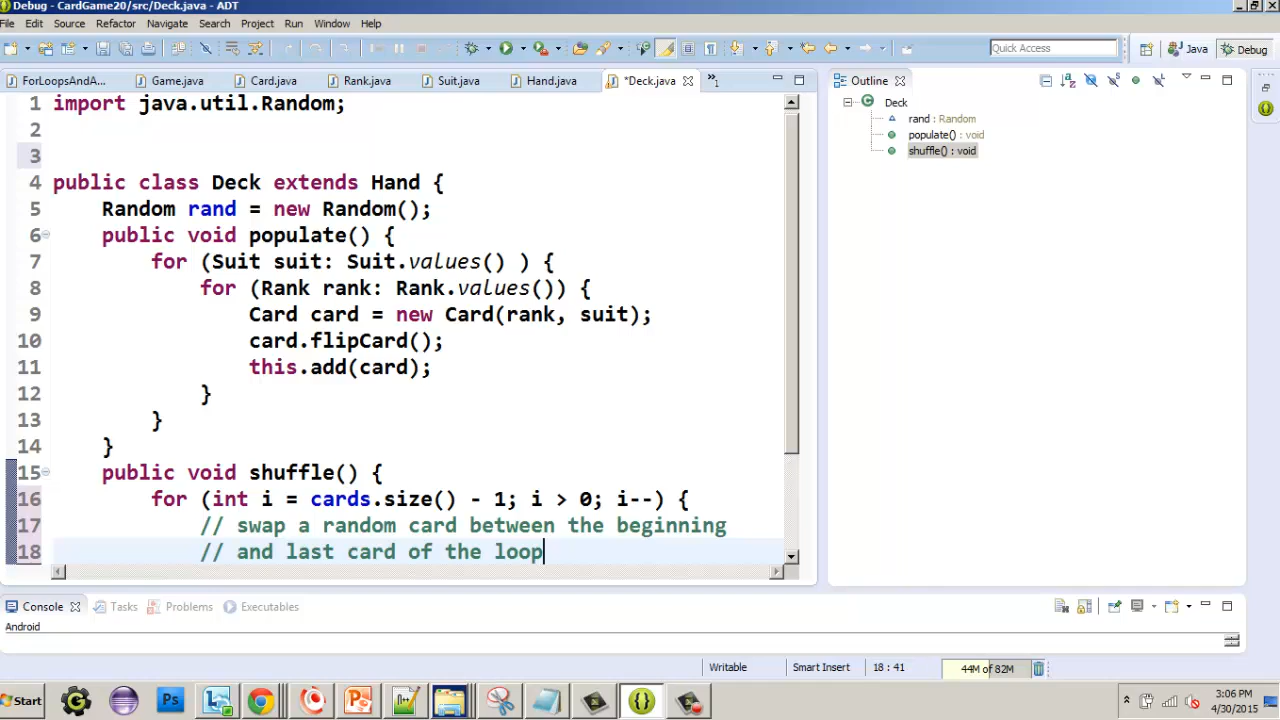 Debug - CardGame20/src/Deck.java - ADT
File Edit Source Refactor Navigate Search Project Run Window Help
Quick Access
Java
Debug
ForLoopsAndA...
Game.java
Card.java
Rank.java
Suit.java
Hand.java
*Deck.java
»1
Outline
1 import java.util.Random;
2
3
4 public class Deck extends Hand {
5 Random rand = new Random();
6 public void populate() {
7 for (Suit suit: Suit.values() ) {
8 for (Rank rank: Rank.values()) {
9 Card card = new Card(rank, suit);
10 card.flipCard();
11 this.add(card);
12 }
13 }
14 }
15 public void shuffle() {
16 for (int i = cards.size() - 1; i > 0; i--) {
17 // swap a random card between the beginning
18 // and last card of the loop
Deck
rand : Random
populate() : void
shuffle() : void
Console Tasks Problems Executables
Android
Writable Smart Insert 18 : 41 44M of 82M
Start
Ps
3:06 PM
4/30/2015